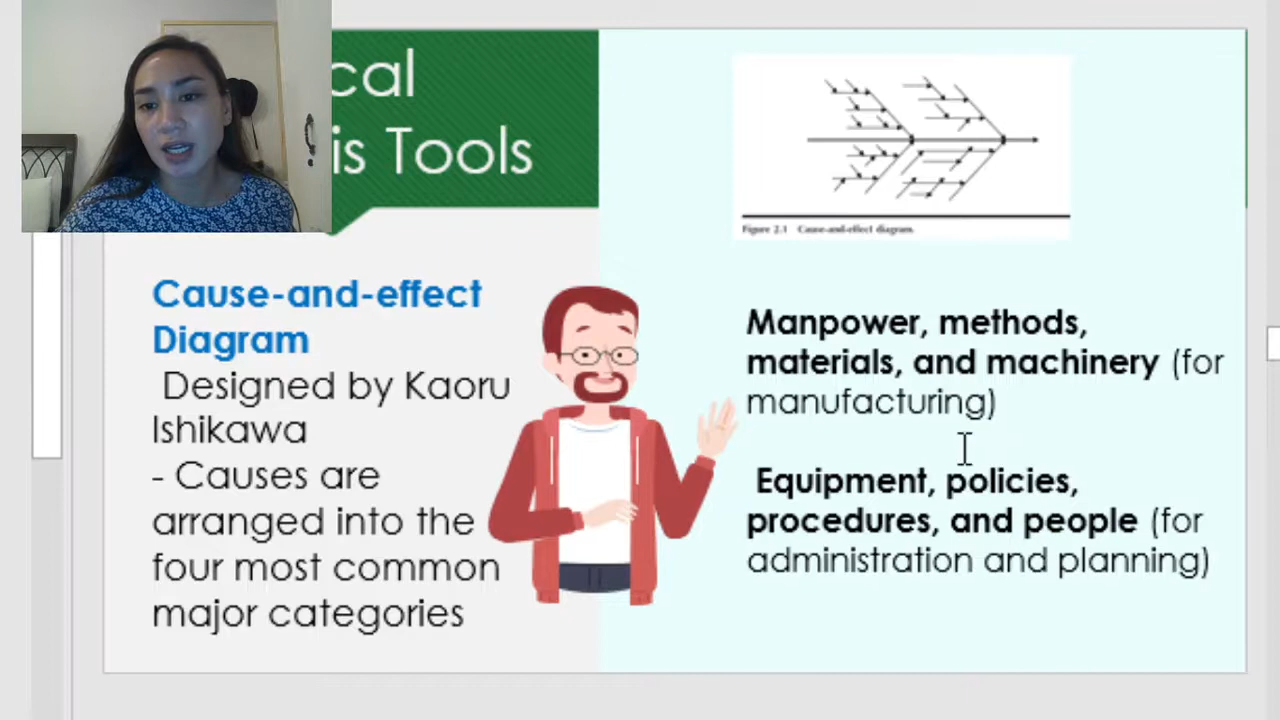 cal
is Tools
Figure 2.1 Cause-and-effect diagram.
Cause-and-effect
Diagram
Designed by Kaoru
Ishikawa
- Causes are
arranged into the
four most common
major categories
Manpower, methods,
materials, and machinery (for
manufacturing)
Equipment, policies,
procedures, and people (for
administration and planning)